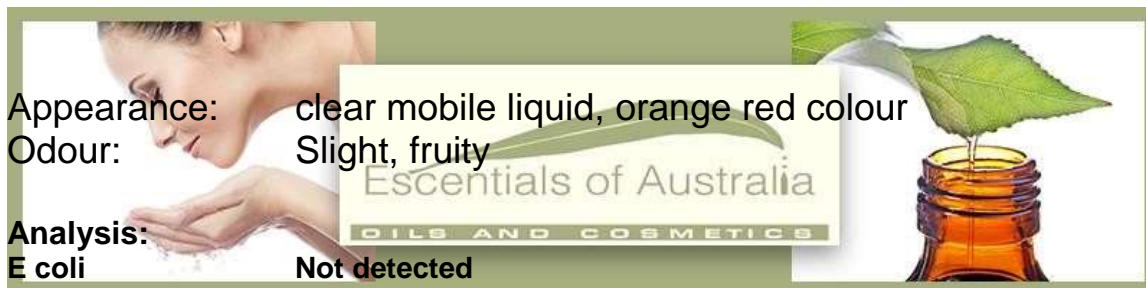 Appearance: clear mobile liquid, orange red colour
Odour: Slight, fruity
Escentials of Australia
OILS AND COSMETICS
Analysis:
E coli Not detected